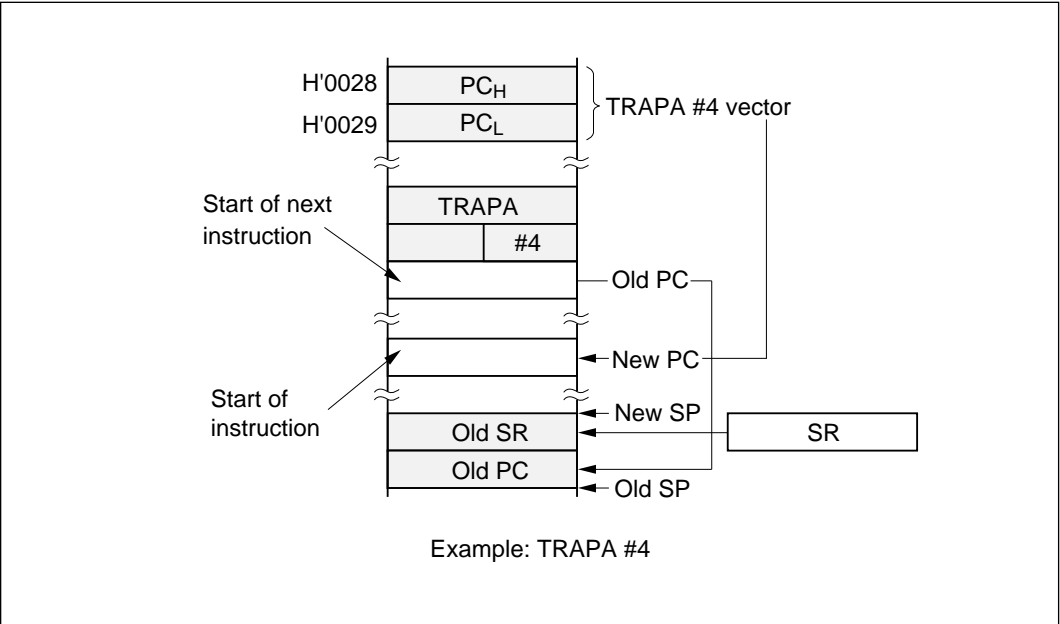 H'0028 PCH
H'0029 PCL
TRAPA #4 vector
TRAPA
Start of next
instruction
#4
Old PC
New PC
Start of
instruction
New SP
Old SR
SR
Old PC
Old SP
Example: TRAPA #4